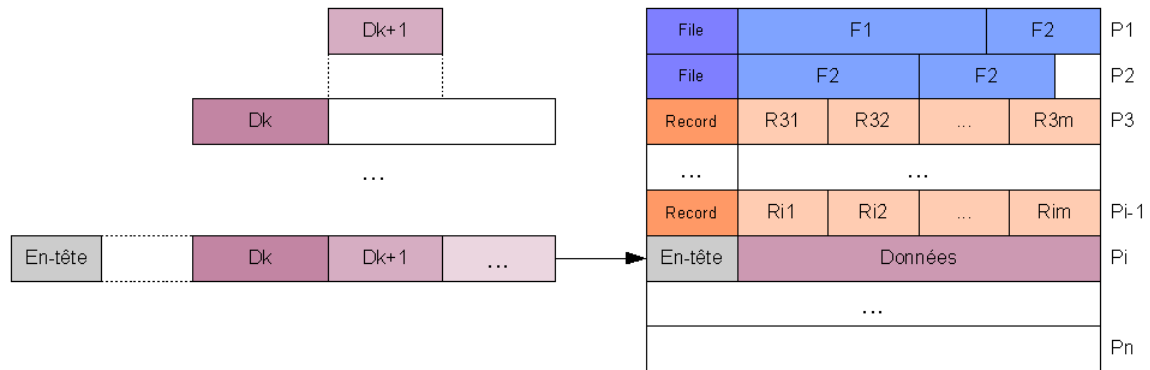 Dk+1
File F1 F2 P1
File F2 F2 P2
Dk
Record R31 R32 ... R3m P3
...
... ... 
Record Ri1 Ri2 ... Rim Pi-1
En-tête Dk Dk+1 ...
En-tête Données Pi
...
Pn